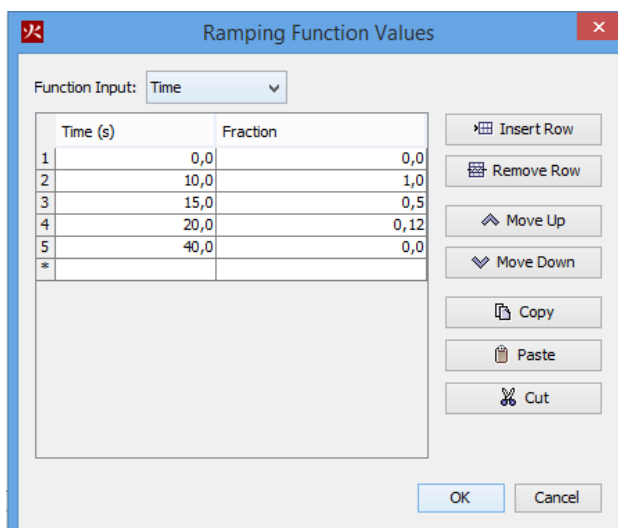 火
Ramping Function Values
Function Input: Time
Time (s) Fraction
1 0,0 0,0
2 10,0 1,0
3 15,0 0,5
4 20,0 0,12
5 40,0 0,0
*
Insert Row
Remove Row
Move Up
Move Down
Copy
Paste
Cut
OK Cancel